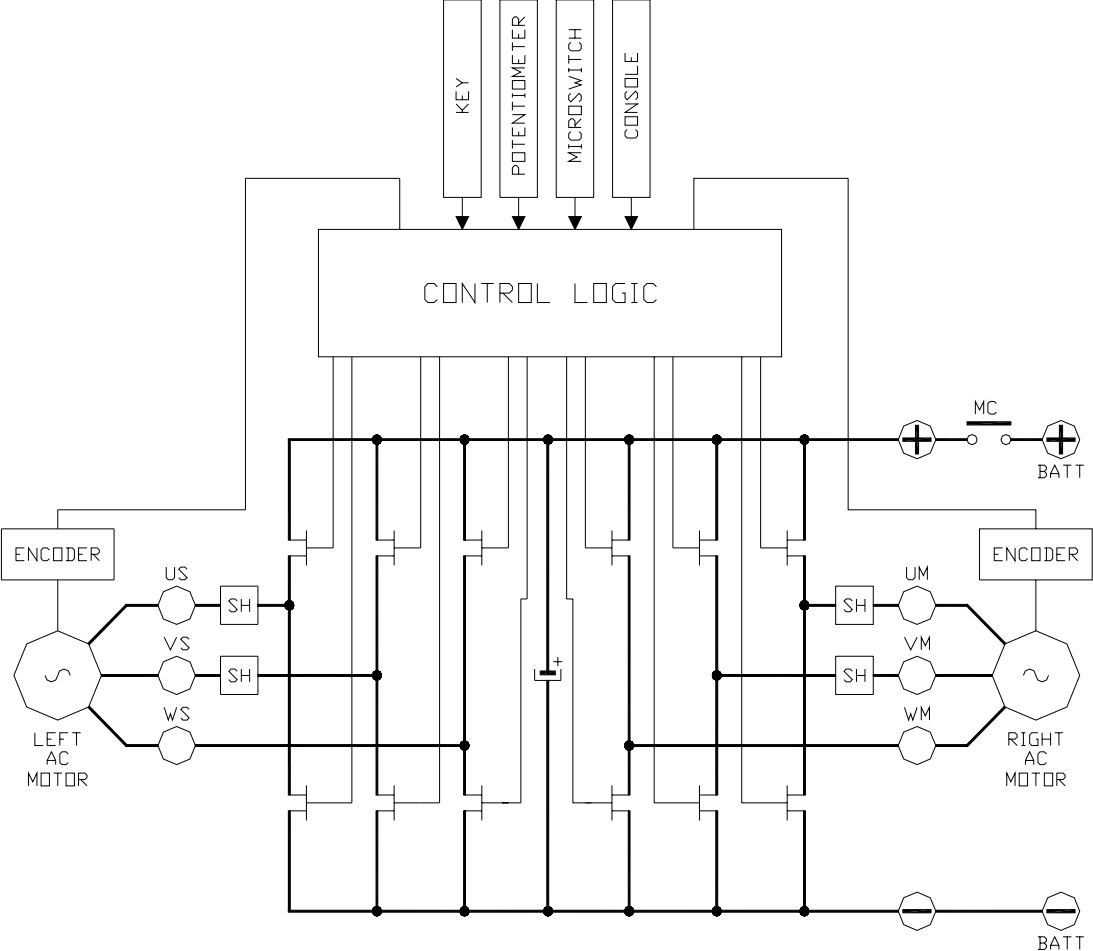 KEY
POTENTIOMETER
MICROSWITCH
CONSOLE
CONTROL LOGIC
MC
BATT
ENCODER
ENCODER
US
SH
SH
UM
VS
SH
SH
VM
WS
WM
LEFT
AC
MOTOR
RIGHT
AC
MOTOR
BATT